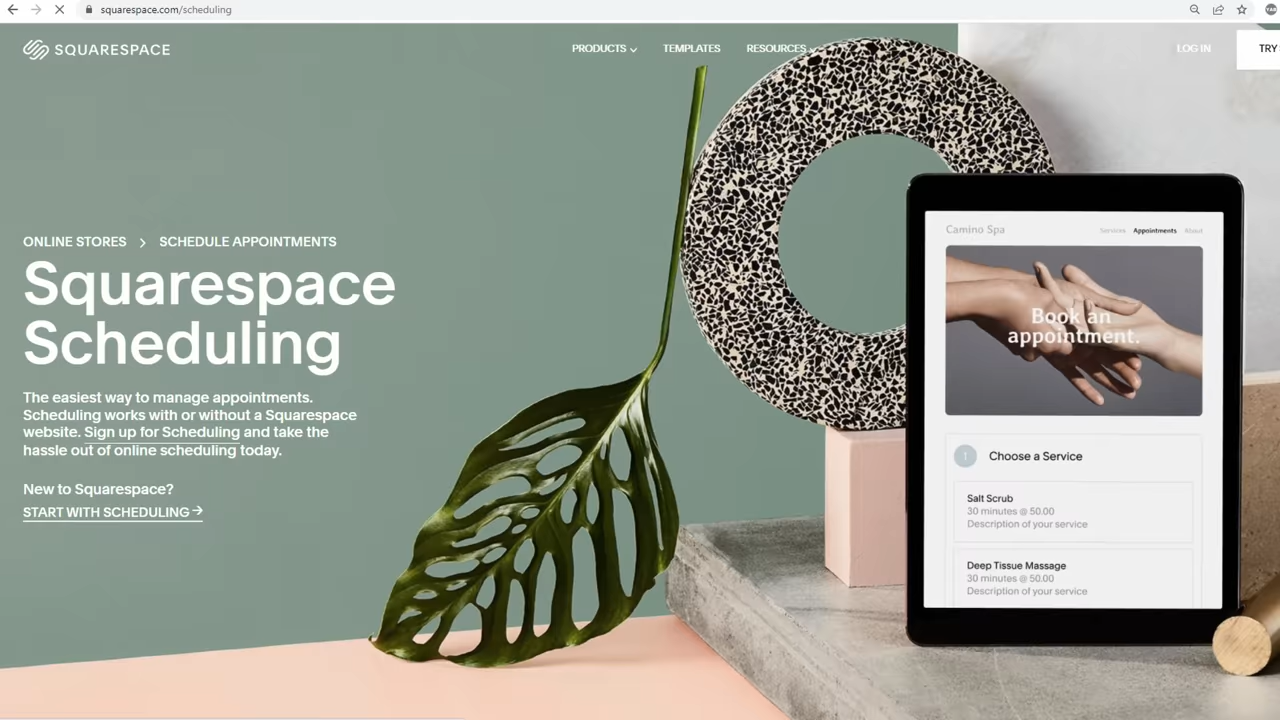 squarespace.com/scheduling
SQUARESPACE
PRODUCTS
TEMPLATES
RESOURCES
LOG IN
TRY
ONLINE STORES > SCHEDULE APPOINTMENTS
Squarespace
Scheduling
The easiest way to manage appointments.
Scheduling works with or without a Squarespace
website. Sign up for Scheduling and take the
hassle out of online scheduling today.
New to Squarespace?
START WITH SCHEDULING →
Camino Spa
Services
Appointments
About
Book an
appointment.
1 Choose a Service
Salt Scrub
30 minutes @ 50.00
Description of your service
Deep Tissue Massage
30 minutes @ 50.00
Description of your service